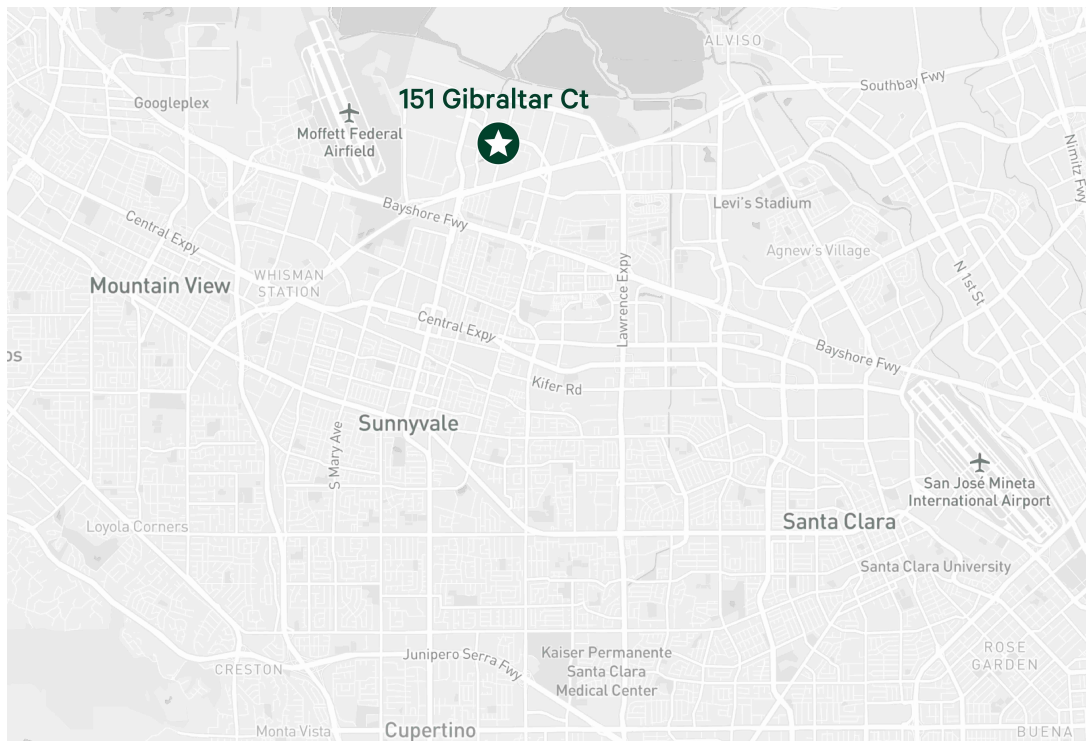 ALVISO
Southbay Fwy
Googleplex
151 Gibraltar Ct
Moffett Federal
Airfield
Nimitz Fwy
Levi's Stadium
Bayshore Fwy
Central Expy
Agnew's Village
WHISMAN
STATION
Mountain View
N 1st St
Lawrence Expy
Central Expy
Bayshore Fwy
os
Kifer Rd
Sunnyvale
S Mary Ave
San José Mineta
International Airport
Santa Clara
Loyola Corners
Santa Clara University
ROSE
GARDEN
Junipero Serra Fwy
Kaiser Permanente
Santa Clara
Medical Center
CRESTON
Monta Vista
Cupertino
BUENA